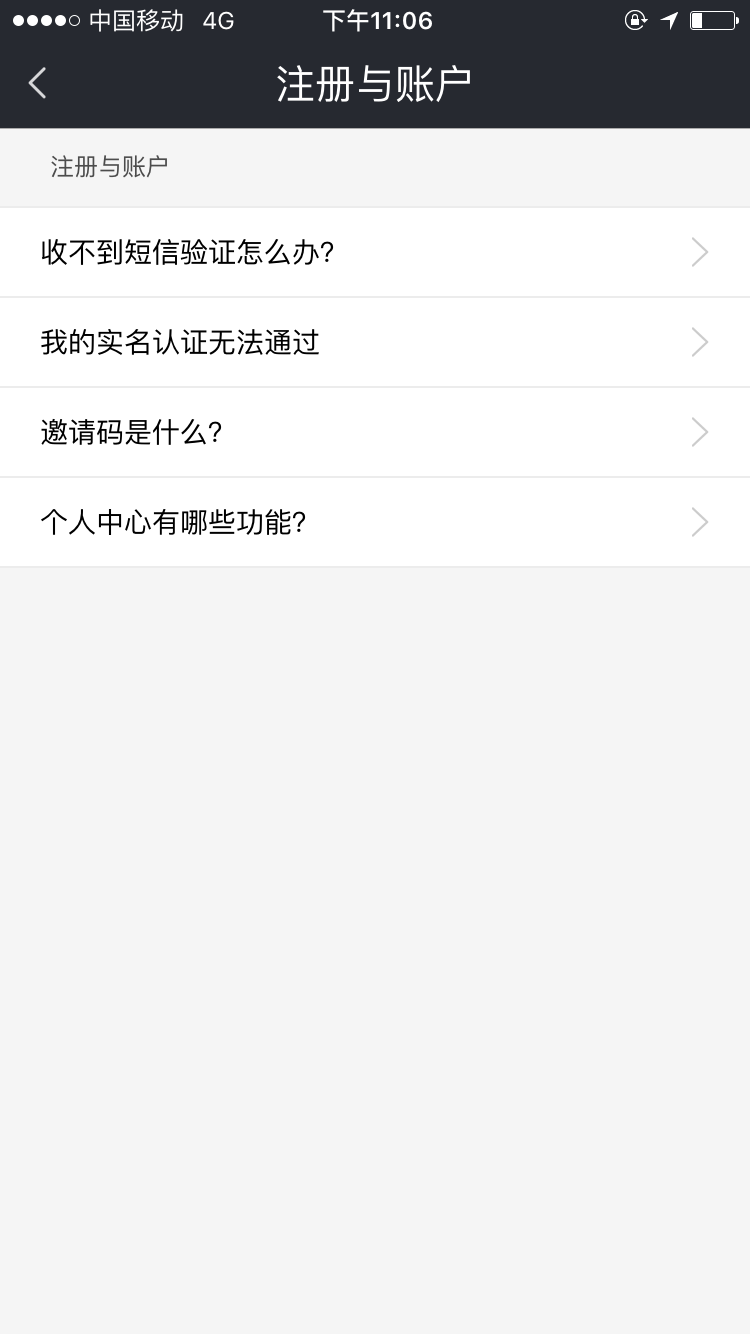 中国移动 4G 下午11:06
注册与账户
注册与账户
收不到短信验证怎么办?
我的实名认证无法通过
邀请码是什么?
个人中心有哪些功能?